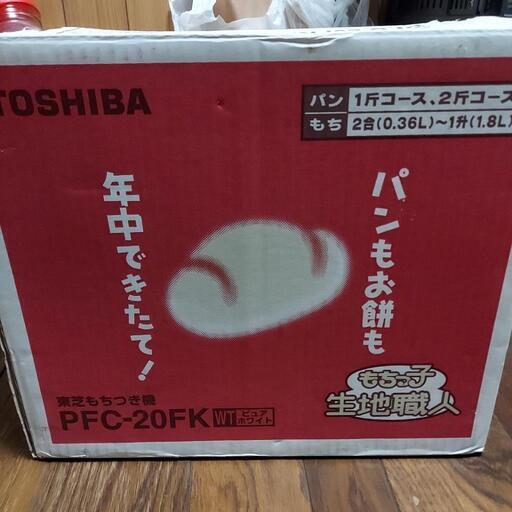 TOSHIBA
パン 1斤コース、2斤コース
もち 2合(0.36L)～1升(1.8L)
パンもお餅も
年中できたて!
もちっ子
生地職人
東芝もちつき機
PFC-20FK WT ピュアホワイト